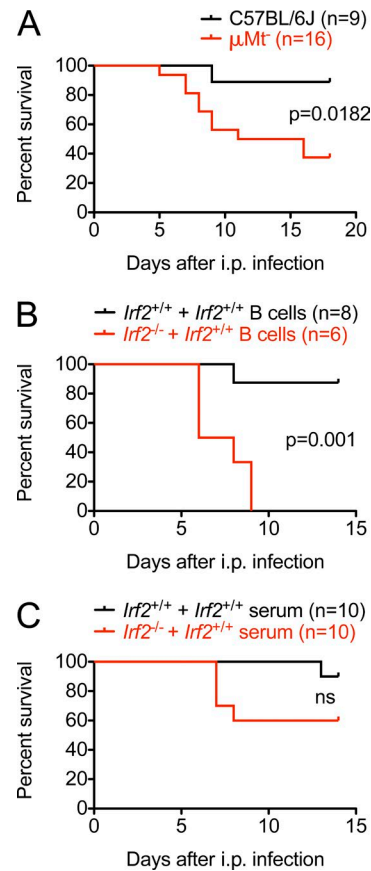 A
C57BL/6J (n=9)
μMt⁻ (n=16)
Percent survival
100
80
60
40
20
0
p=0.0182
0 5 10 15 20
Days after i.p. infection
B
Irf2+/+ + Irf2+/+ B cells (n=8)
Irf2-/- + Irf2+/+ B cells (n=6)
Percent survival
100
80
60
40
20
0
p=0.001
0 5 10 15
Days after i.p. infection
C
Irf2+/+ + Irf2+/+ serum (n=10)
Irf2-/- + Irf2+/+ serum (n=10)
Percent survival
100
80
60
40
20
0
ns
0 5 10 15
Days after i.p. infection